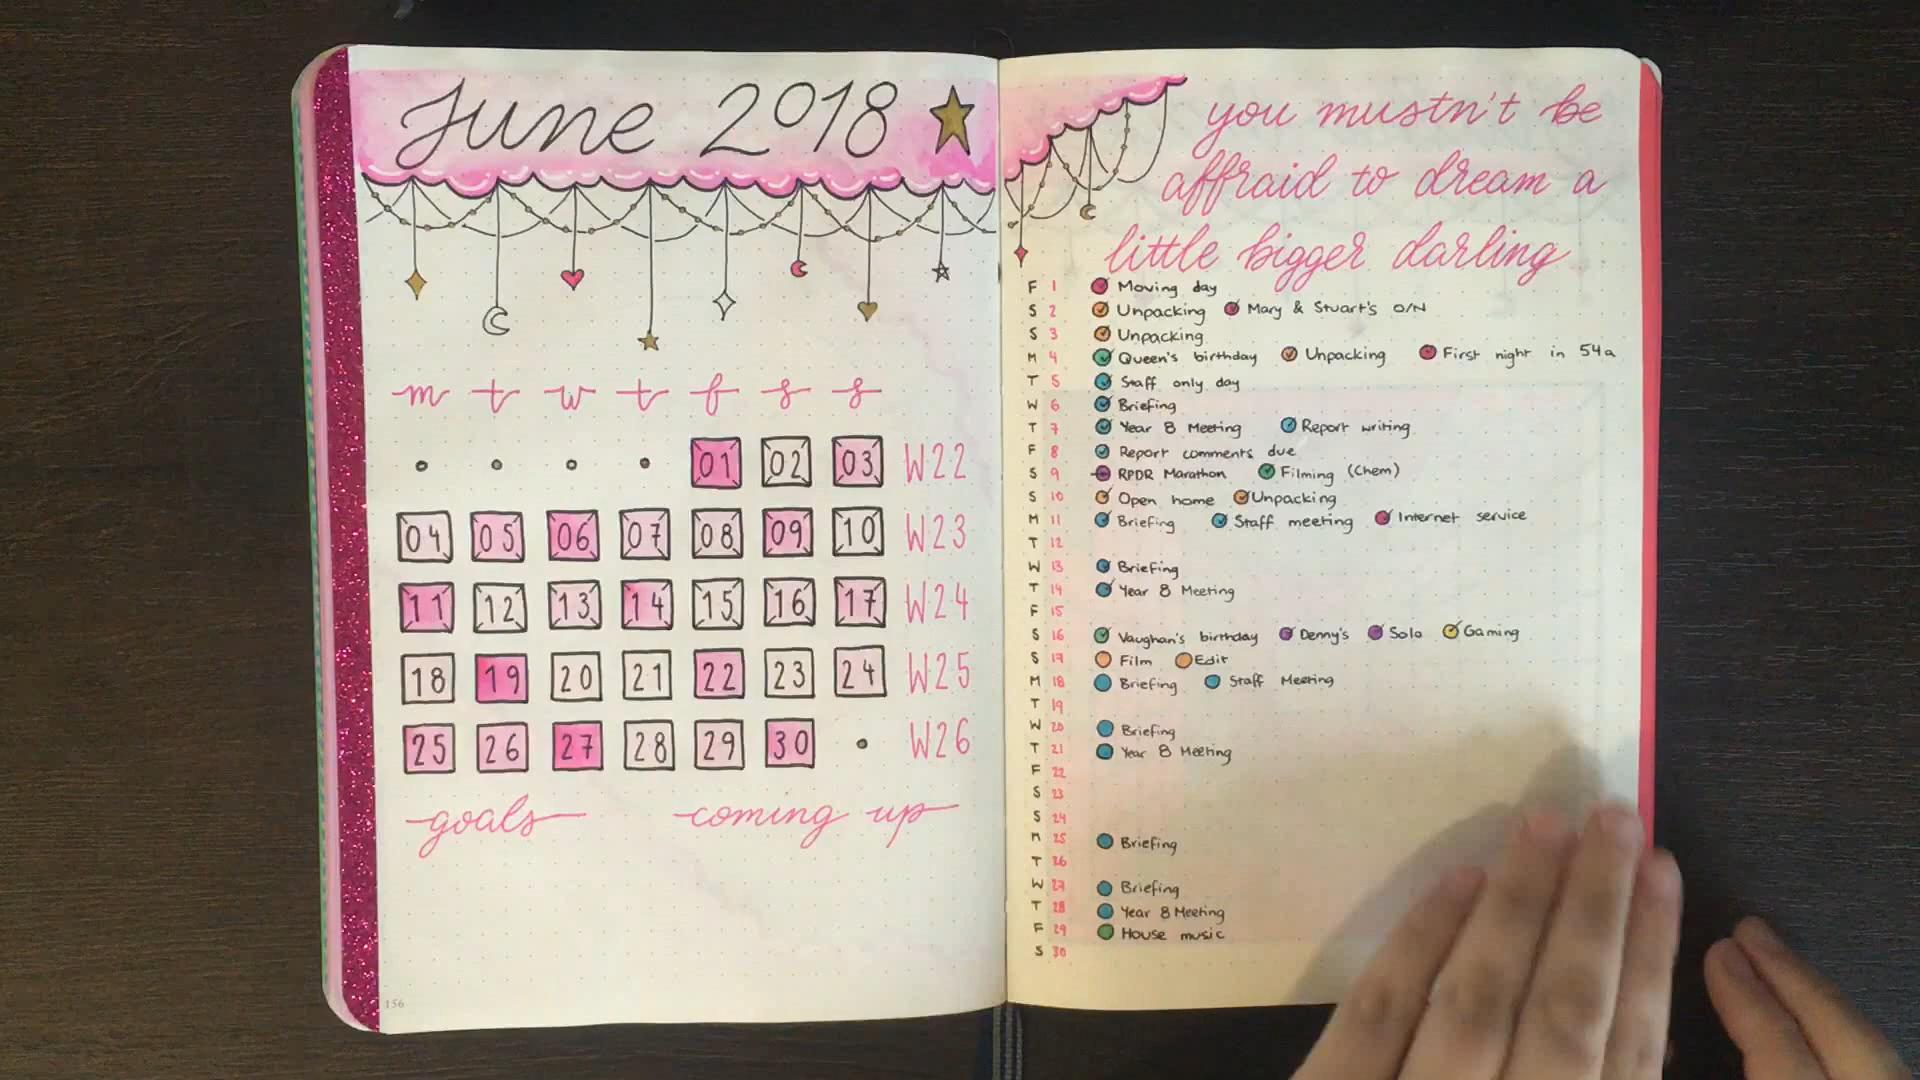 June 2018
m t w t f s s
01 02 03 W22
04 05 06 07 08 09 10 W23
11 12 13 14 15 16 17 W24
18 19 20 21 22 23 24 W25
25 26 27 28 29 30 W26
goals coming up
156
you mustn't be
affraid to dream a
little bigger darling
F 1 Moving day
S 2 Unpacking Mary & Stuart's O/N
S 3 Unpacking
M 4 Queen's birthday Unpacking First night in 54a
T 5 Staff only day
W 6 Briefing
T 7 Year 8 Meeting Report writing
F 8 Report comments due
S 9 RPDR Marathon Filming (Chem)
S 10 Open home Unpacking
M 11 Briefing Staff meeting Internet service
T 12
W 13 Briefing
T 14 Year 8 Meeting
F 15
S 16 Vaughan's birthday Denny's Solo Gaming
S 17 Film Edit
M 18 Briefing Staff Meeting
T 19
W 20 Briefing
T 21 Year 8 Meeting
F 22
S 23
S 24
M 25 Briefing
T 26
W 27 Briefing
T 28 Year 8 Meeting
F 29 House music
S 30